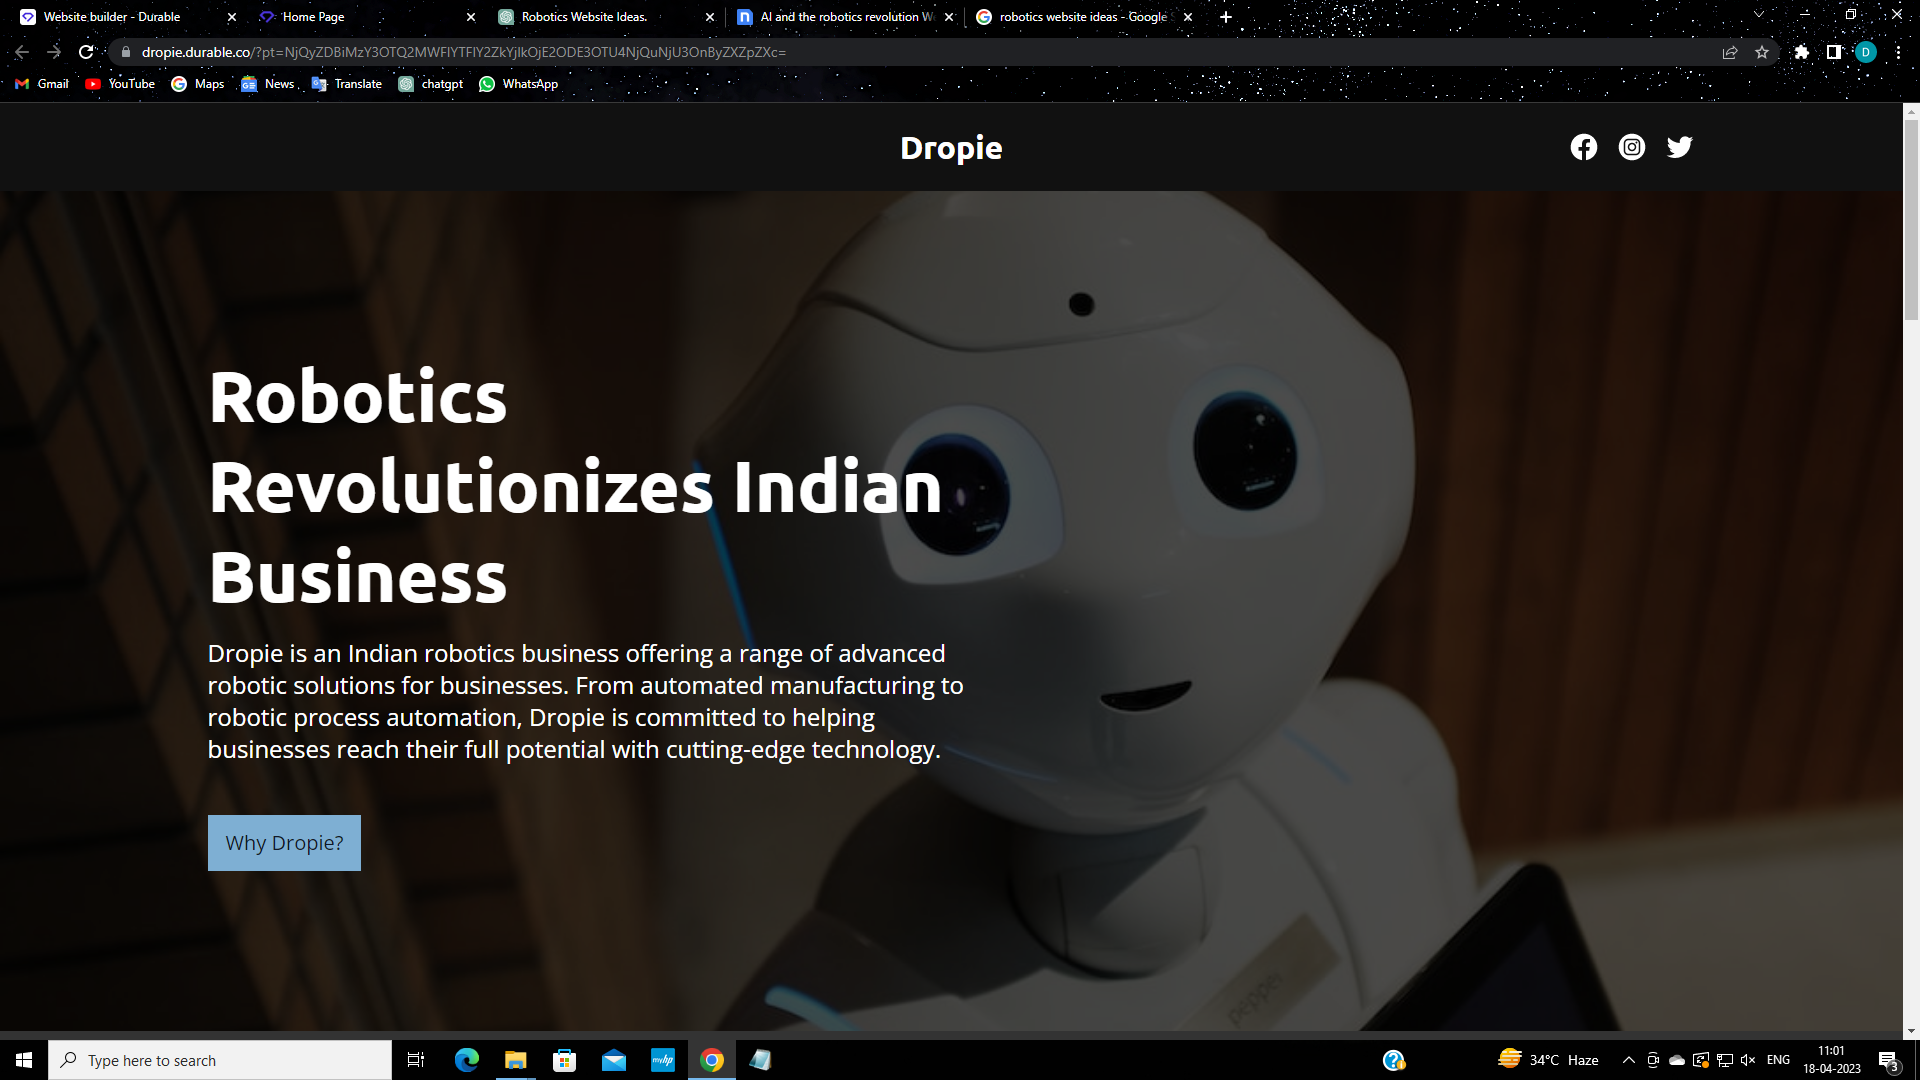 Website builder - Durable
Home Page
Robotics Website Ideas.
AI and the robotics revolution W
robotics website ideas - Google S
dropie.durable.co/?pt=NjQyZDBiMzY3OTQ2MWFlYTFlY2ZkYjlkOjE2ODE3OTU4NjQuNjU3OnByZXZpZXc=
D
Gmail
YouTube
Maps
News
Translate
chatgpt
WhatsApp
Dropie
Robotics
Revolutionizes Indian
Business
Dropie is an Indian robotics business offering a range of advanced
robotic solutions for businesses. From automated manufacturing to
robotic process automation, Dropie is committed to helping
businesses reach their full potential with cutting-edge technology.
Why Dropie?
pepper
Type here to search
myhp
34°C Haze
ENG
11:01
18-04-2023
3